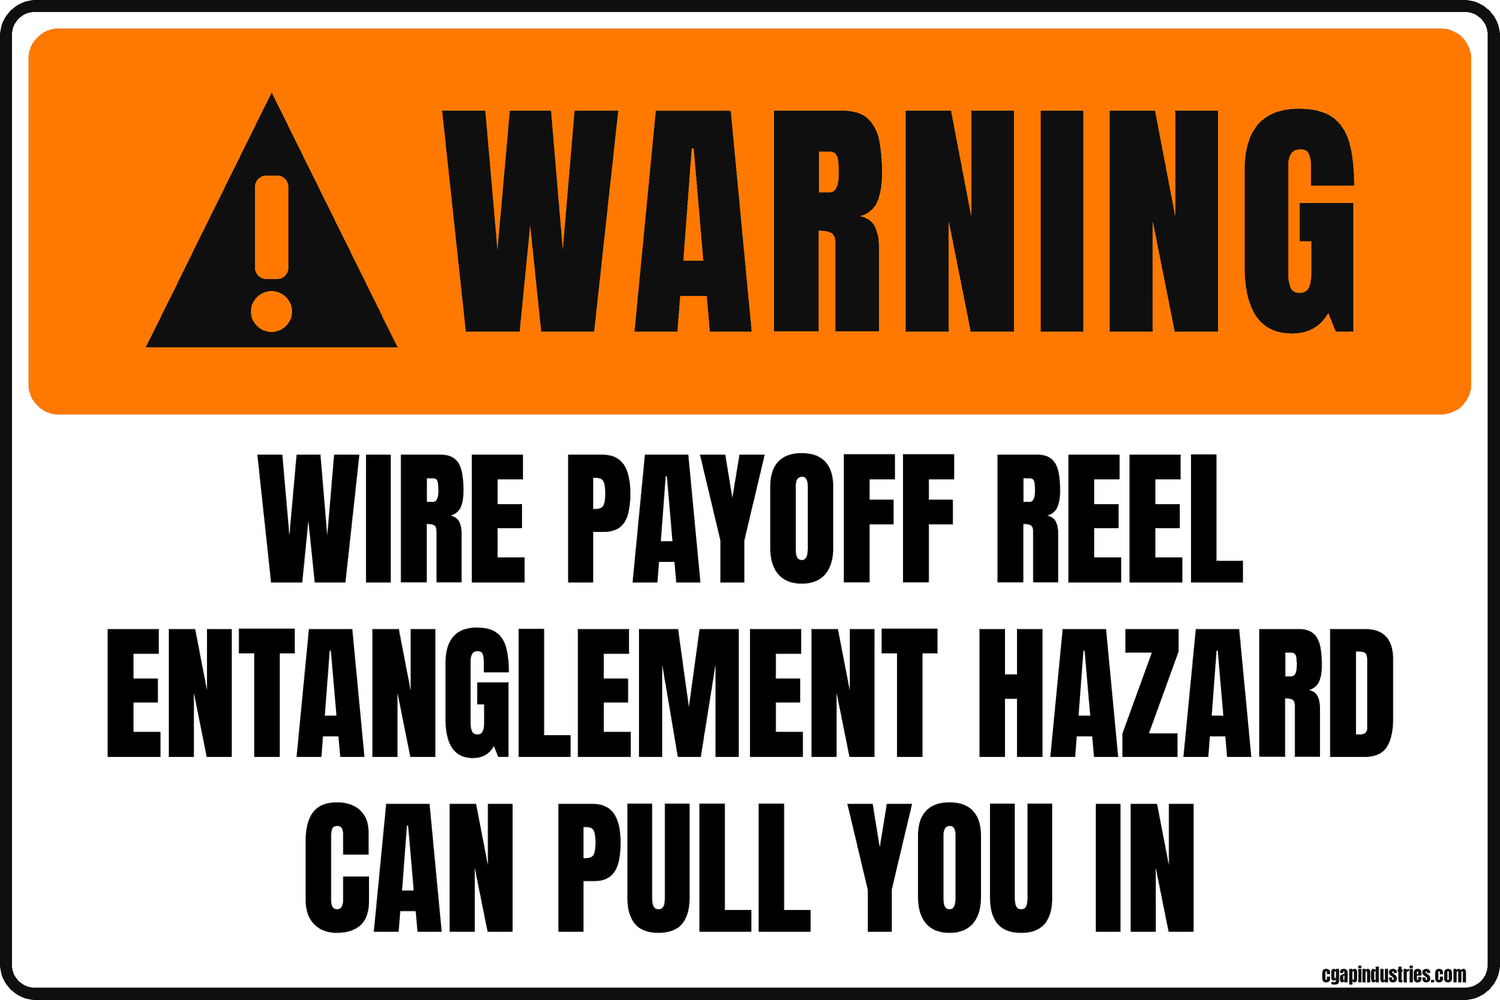 WARNING
WIRE PAYOFF REEL
ENTANGLEMENT HAZARD
CAN PULL YOU IN
cgapindustries.com